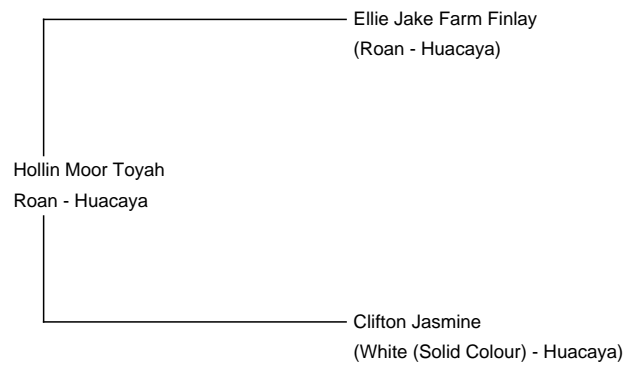 Ellie Jake Farm Finlay
(Roan - Huacaya)
Hollin Moor Toyah
Roan - Huacaya
Clifton Jasmine
(White (Solid Colour) - Huacaya)